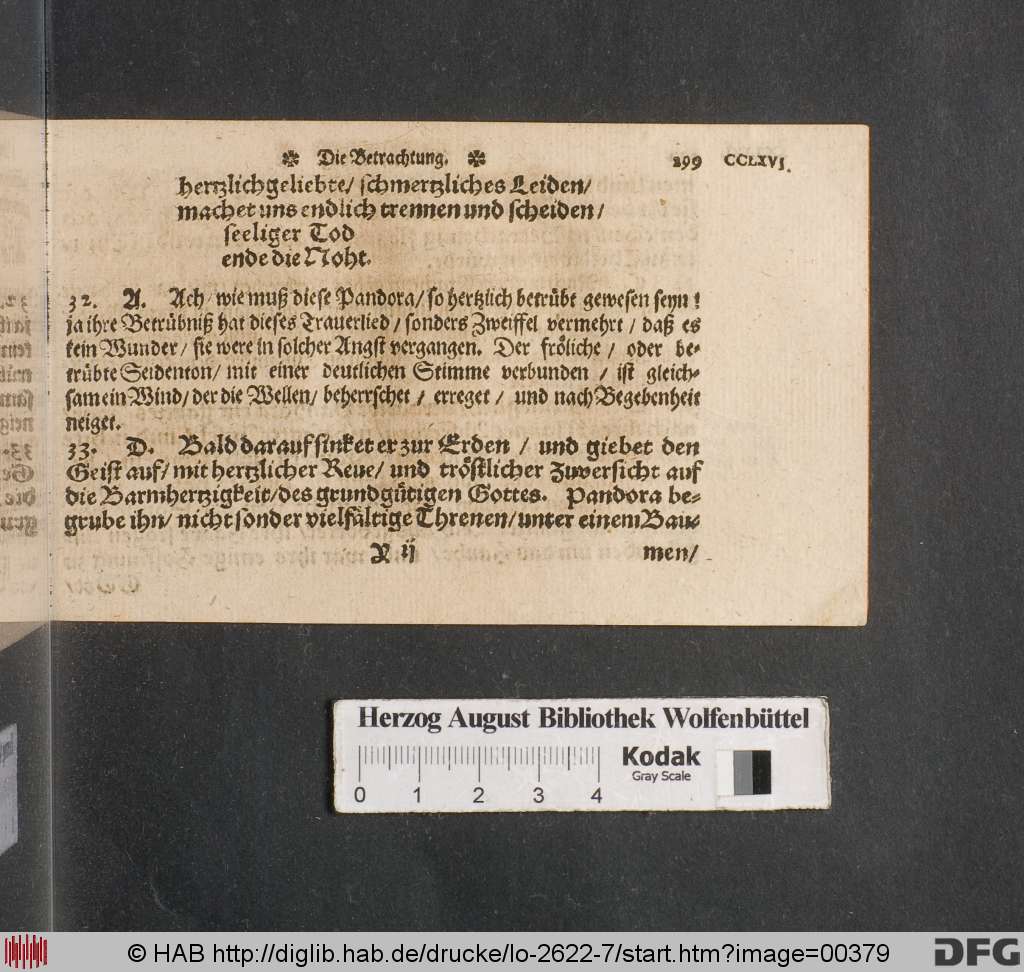 ✠ Die Betrachtung. ✠ 299 CCLXVI.
hertzlichgeliebte/ schmertzliches Leiden/
machet uns endlich trennen und scheiden/
seeliger Tod
ende die Noht.
32. A. Ach/ wie muß diese Pandora/ so hertzlich betrübt gewesen seyn!
ja ihre Betrübniß hat dieses Trauerlied/ sonders Zweiffel vermehrt/ daß es
kein Wunder/ sie were in solcher Angst vergangen. Der fröliche/ oder be-
trübte Seidenton/ mit einer deutlichen Stimme verbunden/ ist gleich-
sam ein Wind/ der die Wellen/ beherrschet/ erreget/ und nach Begebenheit
neiget.
33. D. Bald darauf sinket er zur Erden/ und giebet den
Geist auf/ mit hertzlicher Reue/ und tröstlicher Zuversicht auf
die Barmhertzigkeit/ des grundgütigen Gottes. Pandora be-
grube ihn/ nicht sonder vielfältige Threnen/ unter einem Bau-
men/
Herzog August Bibliothek Wolfenbüttel
Kodak
Gray Scale
0 1 2 3 4
© HAB http://diglib.hab.de/drucke/lo-2622-7/start.htm?image=00379
DFG